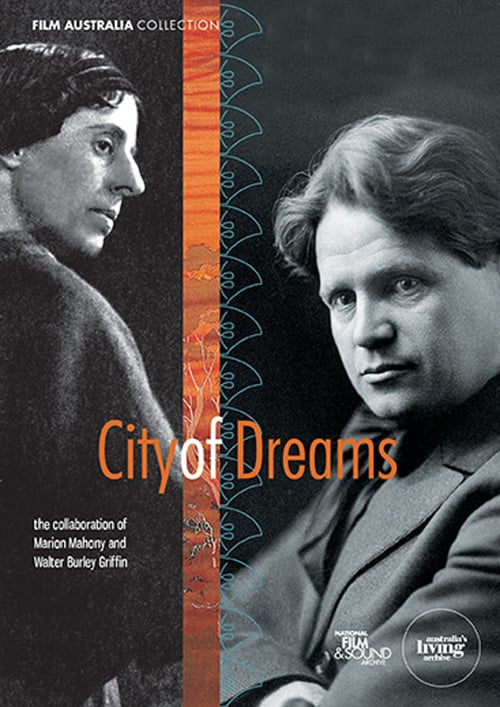 FILM AUSTRALIA COLLECTION
City of Dreams
the collaboration of
Marion Mahony and
Walter Burley Griffin
NATIONAL
FILM
& SOUND
ARCHIVE
australia's
living
archive